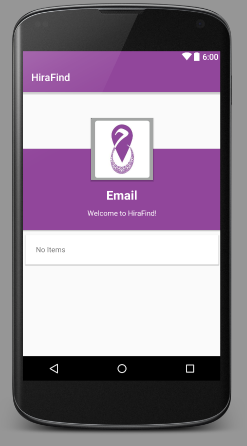 6:00
HiraFind
Email
Welcome to HiraFind!
No Items